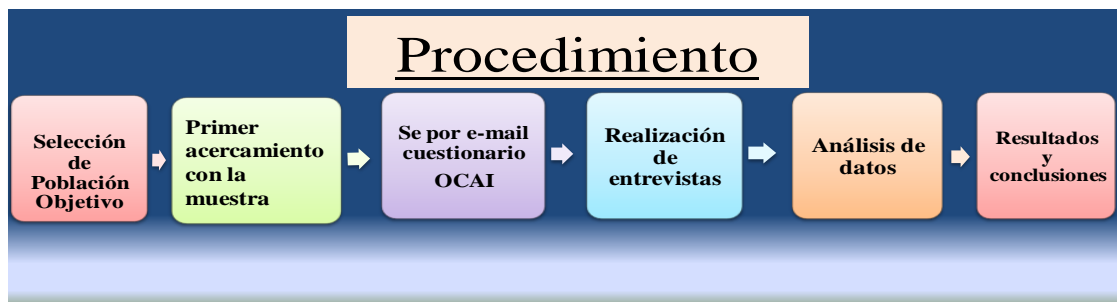 Procedimiento
Selección
de
Población
Objetivo
Primer
acercamiento
con la
muestra
Se por e-mail
cuestionario
OCAI
Realización
de
entrevistas
Análisis de
datos
Resultados
y
conclusiones